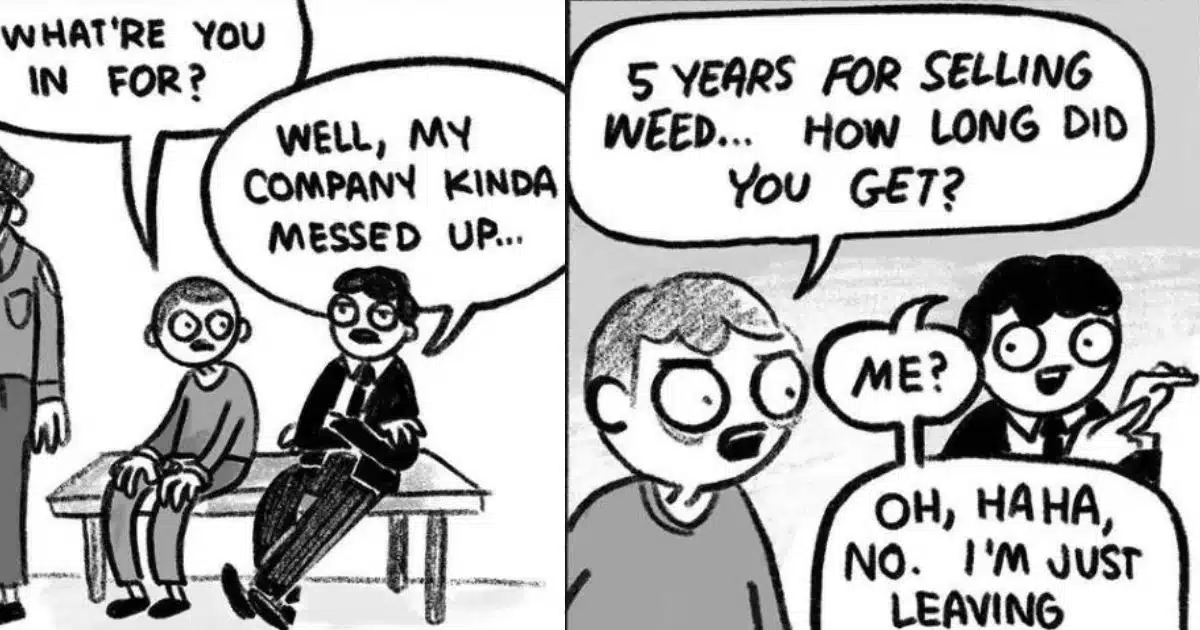 WHAT'RE YOU
IN FOR?
WELL, MY
COMPANY KINDA
MESSED UP...
5 YEARS FOR SELLING
WEED... HOW LONG DID
YOU GET?
ME?
OH, HAHA,
NO. I'M JUST
LEAVING